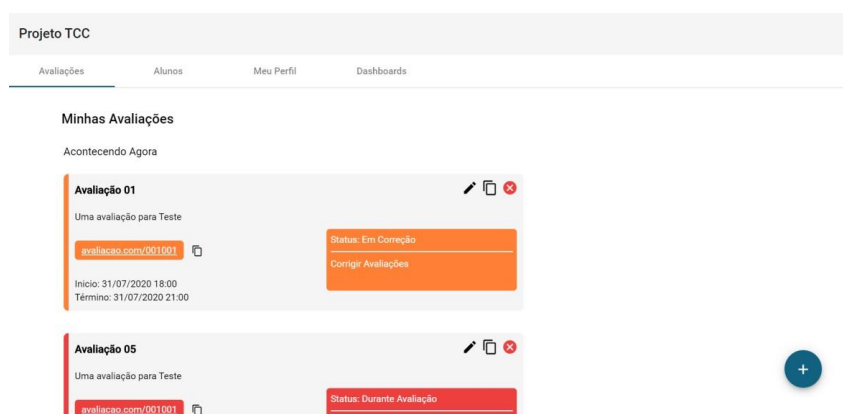 Projeto TCC
Avaliações Alunos Meu Perfil Dashboards
Minhas Avaliações
Acontecendo Agora
Avaliação 01
Uma avaliação para Teste
avaliacao.com/001001
Status: Em Correção
Corrigir Avaliações
Inicio: 31/07/2020 18:00
Término: 31/07/2020 21:00
Avaliação 05
Uma avaliação para Teste
avaliacao.com/001001
Status: Durante Avaliação